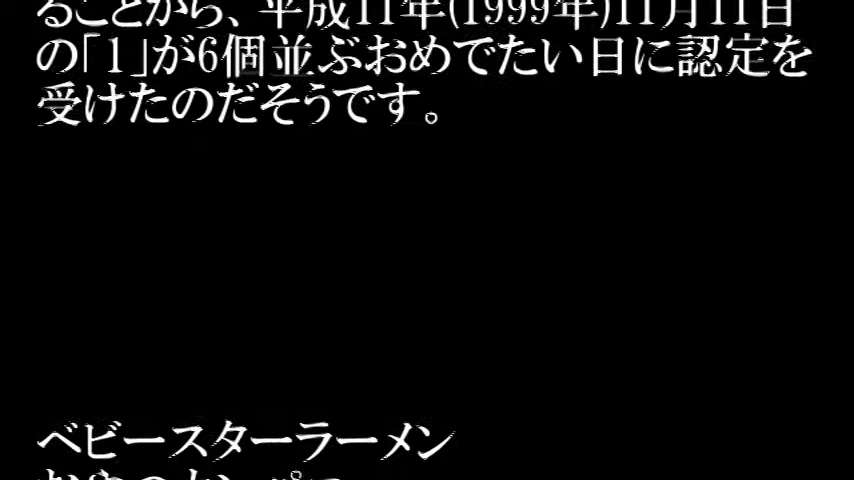 ることから、平成11年(1999年)11月11日
の「1」が6個並ぶおめでたい日に認定を
受けたのだそうです。
ベビースターラーメン